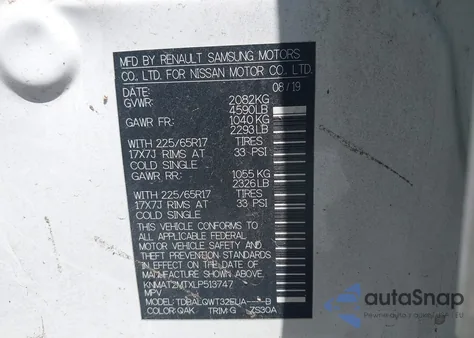 MFD BY RENAULT SAMSUNG MOTORS
CO., LTD. FOR NISSAN MOTOR CO., LTD.
DATE: 08/19
GVWR: 2082KG
4590LB
GAWR FR: 1040KG
2293LB
WITH 225/65R17 TIRES
17X7J RIMS AT 33 PSI
COLD SINGLE
GAWR RR: 1055KG
2326LB
WITH 225/65R17 TIRES
17X7J RIMS AT 33 PSI
COLD SINGLE
THIS VEHICLE CONFORMS TO
ALL APPLICABLE FEDERAL
MOTOR VEHICLE SAFETY AND
THEFT PREVENTION STANDARDS
IN EFFECT ON THE DATE OF
MANUFACTURE SHOWN ABOVE.
KNMAT2MTXLP513747
MPV
MODEL:
COLOR: QAK TRIM: G ZS30A
autoSnap